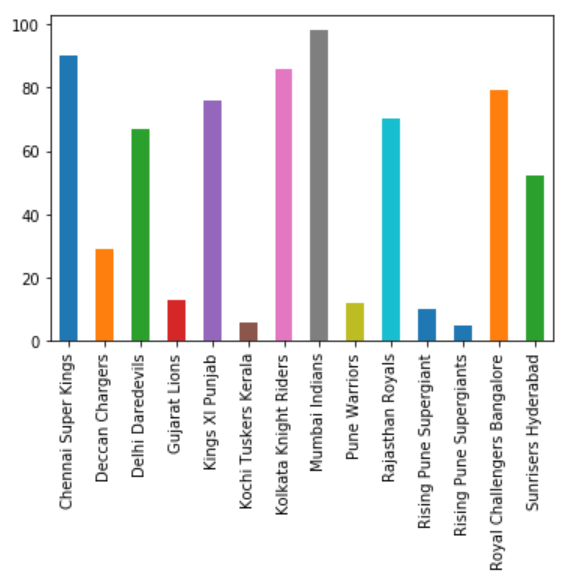 100
80
60
40
20
0
Chennai Super Kings
Deccan Chargers
Delhi Daredevils
Gujarat Lions
Kings XI Punjab
Kochi Tuskers Kerala
Kolkata Knight Riders
Mumbai Indians
Pune Warriors
Rajasthan Royals
Rising Pune Supergiant
Rising Pune Supergiants
Royal Challengers Bangalore
Sunrisers Hyderabad